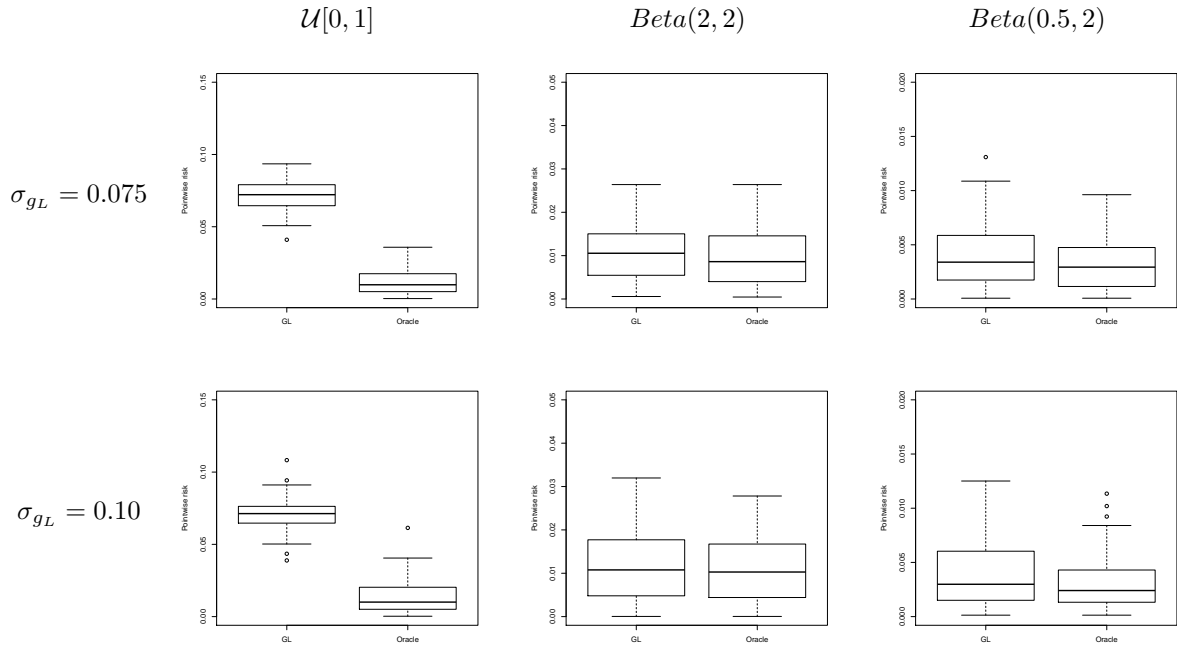 𝒰[0, 1]
Beta(2, 2)
Beta(0.5, 2)
σ_{g_L} = 0.075
Pointwise risk
0.00
0.05
0.10
0.15
GL
Oracle
Pointwise risk
0.00
0.01
0.02
0.03
0.04
0.05
GL
Oracle
Pointwise risk
0.000
0.005
0.010
0.015
0.020
GL
Oracle
σ_{g_L} = 0.10
Pointwise risk
0.00
0.05
0.10
0.15
GL
Oracle
Pointwise risk
0.00
0.01
0.02
0.03
0.04
0.05
GL
Oracle
Pointwise risk
0.000
0.005
0.010
0.015
0.020
GL
Oracle